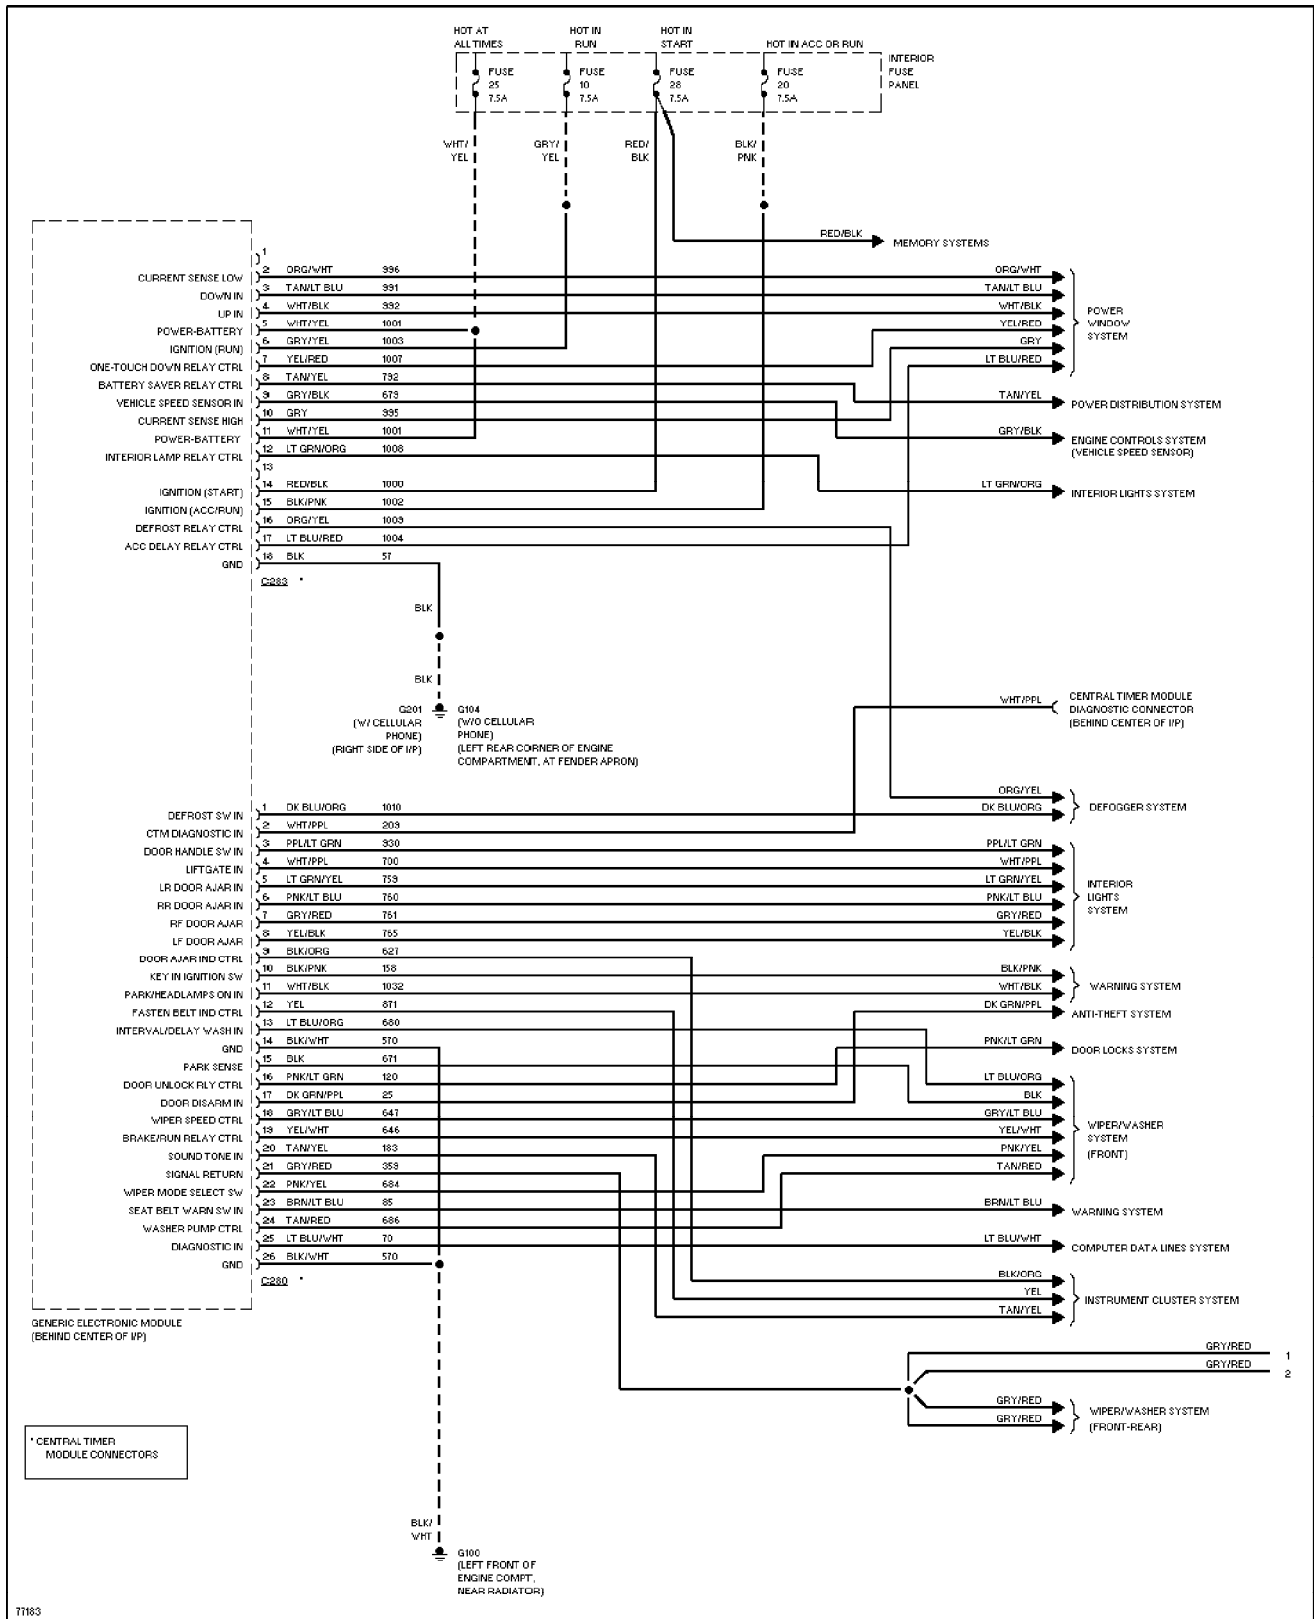 HOT AT
ALL TIMES
HOT IN
RUN
HOT IN
START
HOT IN ACC OR RUN
INTERIOR
FUSE
PANEL
FUSE
25
7.5A
FUSE
10
7.5A
FUSE
28
7.5A
FUSE
20
7.5A
WHT/
YEL
GRY/
YEL
RED/
BLK
BLK/
PNK
RED/BLK MEMORY SYSTEMS
1
CURRENT SENSE LOW 2 ORG/WHT 996 ORG/WHT
DOWN IN 3 TAN/LT BLU 991 TAN/LT BLU
UP IN 4 WHT/BLK 992 WHT/BLK
POWER-BATTERY 5 WHT/YEL 1001 YEL/RED
IGNITION (RUN) 6 GRY/YEL 1003 GRY
ONE-TOUCH DOWN RELAY CTRL 7 YEL/RED 1007 LT BLU/RED
POWER
WINDOW
SYSTEM
BATTERY SAVER RELAY CTRL 8 TAN/YEL 792
VEHICLE SPEED SENSOR IN 9 GRY/BLK 679 TAN/YEL POWER DISTRIBUTION SYSTEM
CURRENT SENSE HIGH 10 GRY 995
POWER-BATTERY 11 WHT/YEL 1001 GRY/BLK ENGINE CONTROLS SYSTEM
(VEHICLE SPEED SENSOR)
INTERIOR LAMP RELAY CTRL 12 LT GRN/ORG 1008
13
IGNITION (START) 14 RED/BLK 1000 LT GRN/ORG INTERIOR LIGHTS SYSTEM
IGNITION (ACC/RUN) 15 BLK/PNK 1002
DEFROST RELAY CTRL 16 ORG/YEL 1009
ACC DELAY RELAY CTRL 17 LT BLU/RED 1004
GND 18 BLK 57
C283 *
BLK
BLK
G201
(W/ CELLULAR
PHONE)
(RIGHT SIDE OF I/P)
G104
(W/O CELLULAR
PHONE)
(LEFT REAR CORNER OF ENGINE
COMPARTMENT, AT FENDER APRON)
WHT/PPL
CENTRAL TIMER MODULE
DIAGNOSTIC CONNECTOR
(BEHIND CENTER OF I/P)
ORG/YEL
DEFROST SW IN 1 DK BLU/ORG 1010 DK BLU/ORG
DEFOGGER SYSTEM
CTM DIAGNOSTIC IN 2 WHT/PPL 209
DOOR HANDLE SW IN 3 PPL/LT GRN 930 PPL/LT GRN
LIFTGATE IN 4 WHT/PPL 700 WHT/PPL
LR DOOR AJAR IN 5 LT GRN/YEL 759 LT GRN/YEL
RR DOOR AJAR IN 6 PNK/LT BLU 760 PNK/LT BLU
RF DOOR AJAR 7 GRY/RED 761 GRY/RED
LF DOOR AJAR 8 YEL/BLK 765 YEL/BLK
INTERIOR
LIGHTS
SYSTEM
DOOR AJAR IND CTRL 9 BLK/ORG 627
KEY IN IGNITION SW 10 BLK/PNK 158 BLK/PNK
PARK/HEADLAMPS ON IN 11 WHT/BLK 1032 WHT/BLK
WARNING SYSTEM
FASTEN BELT IND CTRL 12 YEL 871 DK GRN/PPL ANTI-THEFT SYSTEM
INTERVAL/DELAY WASH IN 13 LT BLU/ORG 680
GND 14 BLK/WHT 570 PNK/LT GRN DOOR LOCKS SYSTEM
PARK SENSE 15 BLK 671
DOOR UNLOCK RLY CTRL 16 PNK/LT GRN 120 LT BLU/ORG
DOOR DISARM IN 17 DK GRN/PPL 25 BLK
WIPER SPEED CTRL 18 GRY/LT BLU 647 GRY/LT BLU
BRAKE/RUN RELAY CTRL 19 YEL/WHT 646 YEL/WHT
SOUND TONE IN 20 TAN/YEL 183 PNK/YEL
SIGNAL RETURN 21 GRY/RED 359 TAN/RED
WIPER/WASHER
SYSTEM
(FRONT)
WIPER MODE SELECT SW 22 PNK/YEL 684
SEAT BELT WARN SW IN 23 BRN/LT BLU 85 BRN/LT BLU WARNING SYSTEM
WASHER PUMP CTRL 24 TAN/RED 686
DIAGNOSTIC IN 25 LT BLU/WHT 70 LT BLU/WHT COMPUTER DATA LINES SYSTEM
GND 26 BLK/WHT 570
C280 *
BLK/ORG
YEL
TAN/YEL
INSTRUMENT CLUSTER SYSTEM
GENERIC ELECTRONIC MODULE
(BEHIND CENTER OF I/P)
GRY/RED 1
GRY/RED 2
GRY/RED
GRY/RED
WIPER/WASHER SYSTEM
(FRONT-REAR)
* CENTRAL TIMER
MODULE CONNECTORS
BLK/
WHT
G100
(LEFT FRONT OF
ENGINE COMPT,
NEAR RADIATOR)
77183